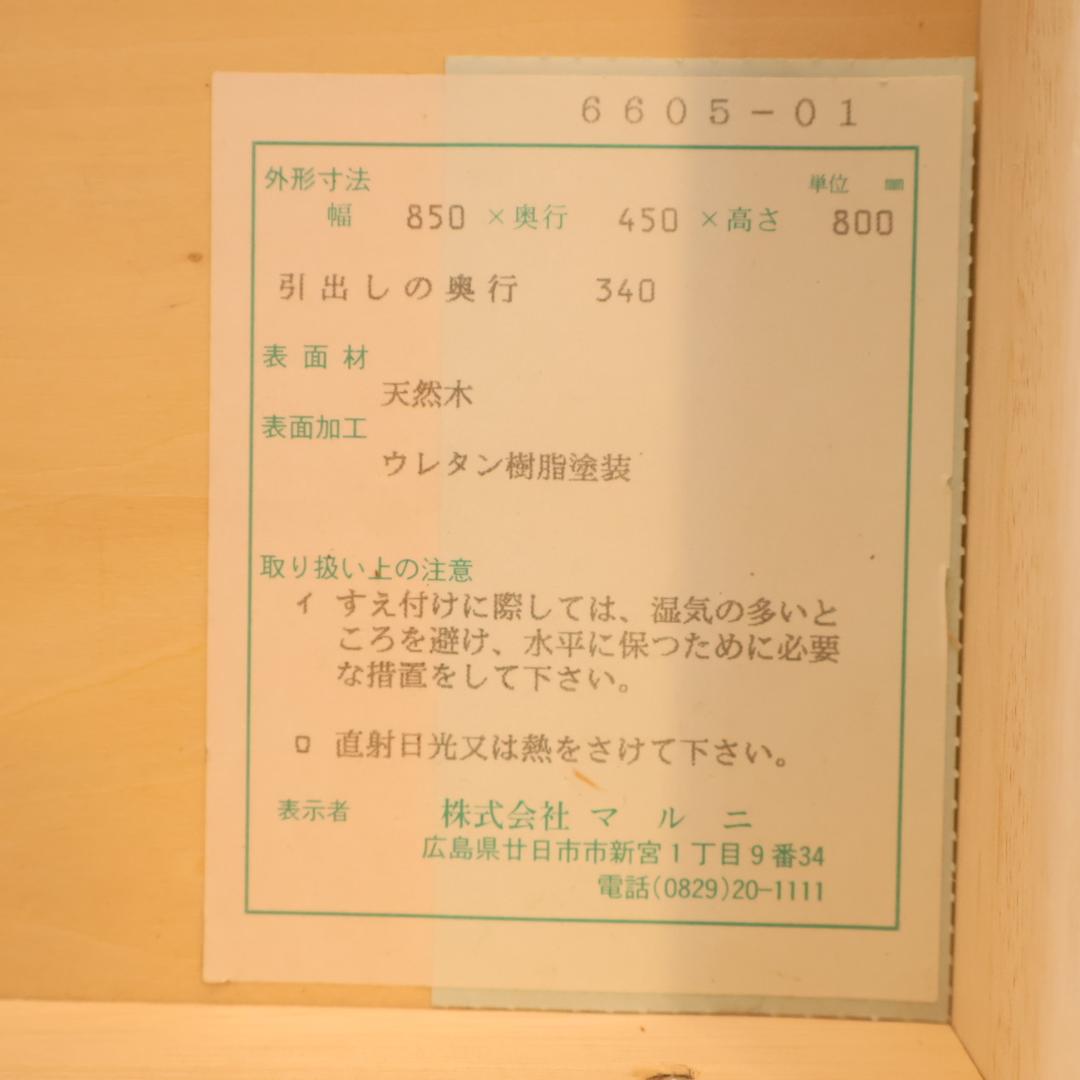 6605-01
外形寸法 単位 mm
幅 850 ×奥行 450 ×高さ 800
引出しの奥行 340
表面材
天然木
表面加工
ウレタン樹脂塗装
取り扱い上の注意
イ すえ付けに際しては、湿気の多いと
ころを避け、水平に保つために必要
な措置をして下さい。
ロ 直射日光又は熱をさけて下さい。
表示者 株式会社 マルニ
広島県廿日市市新宮1丁目9番34
電話(0829)20-1111